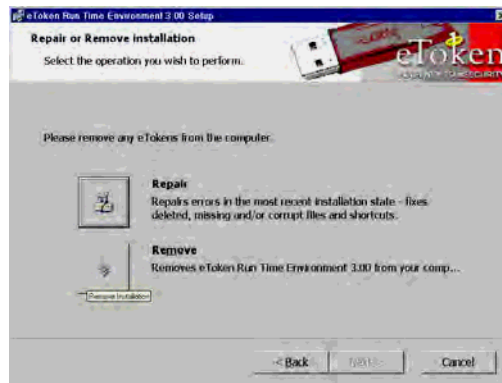 eToken Run Time Environment 3.00 Setup
Repair or Remove installation
Select the operation you wish to perform.
eToken
Please remove any eTokens from the computer.
Repair
Repairs errors in the most recent installation state - fixes
deleted, missing and/or corrupt files and shortcuts.
Remove
Removes eToken Run Time Environment 3.00 from your comp...
Remove Installation
< Back
Next >
Cancel